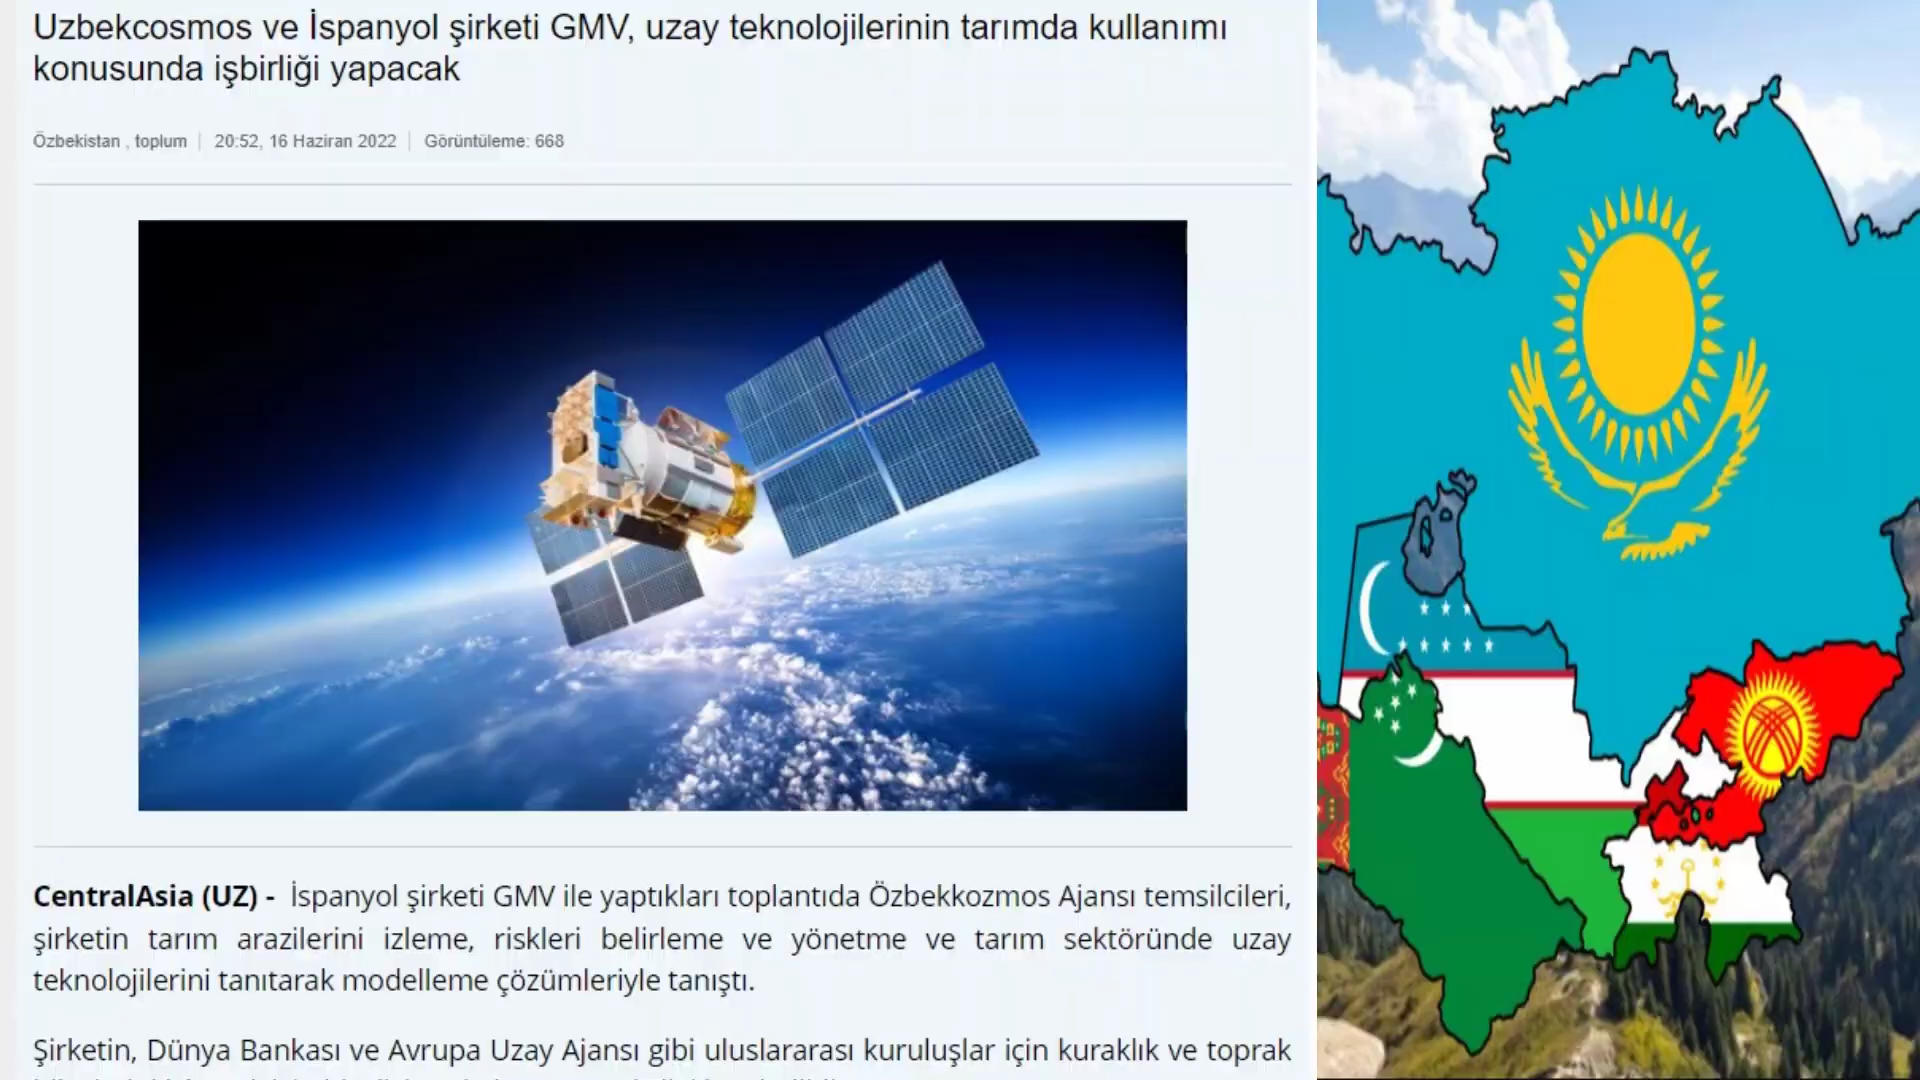 Uzbekcosmos ve İspanyol şirketi GMV, uzay teknolojilerinin tarımda kullanımı
konusunda işbirliği yapacak
Özbekistan , toplum | 20:52, 16 Haziran 2022 | Görüntüleme: 668
CentralAsia (UZ) - İspanyol şirketi GMV ile yaptıkları toplantıda Özbekkozmos Ajansı temsilcileri,
şirketin tarım arazilerini izleme, riskleri belirleme ve yönetme ve tarım sektöründe uzay
teknolojilerini tanıtarak modelleme çözümleriyle tanıştı.
Şirketin, Dünya Bankası ve Avrupa Uzay Ajansı gibi uluslararası kuruluşlar için kuraklık ve toprak